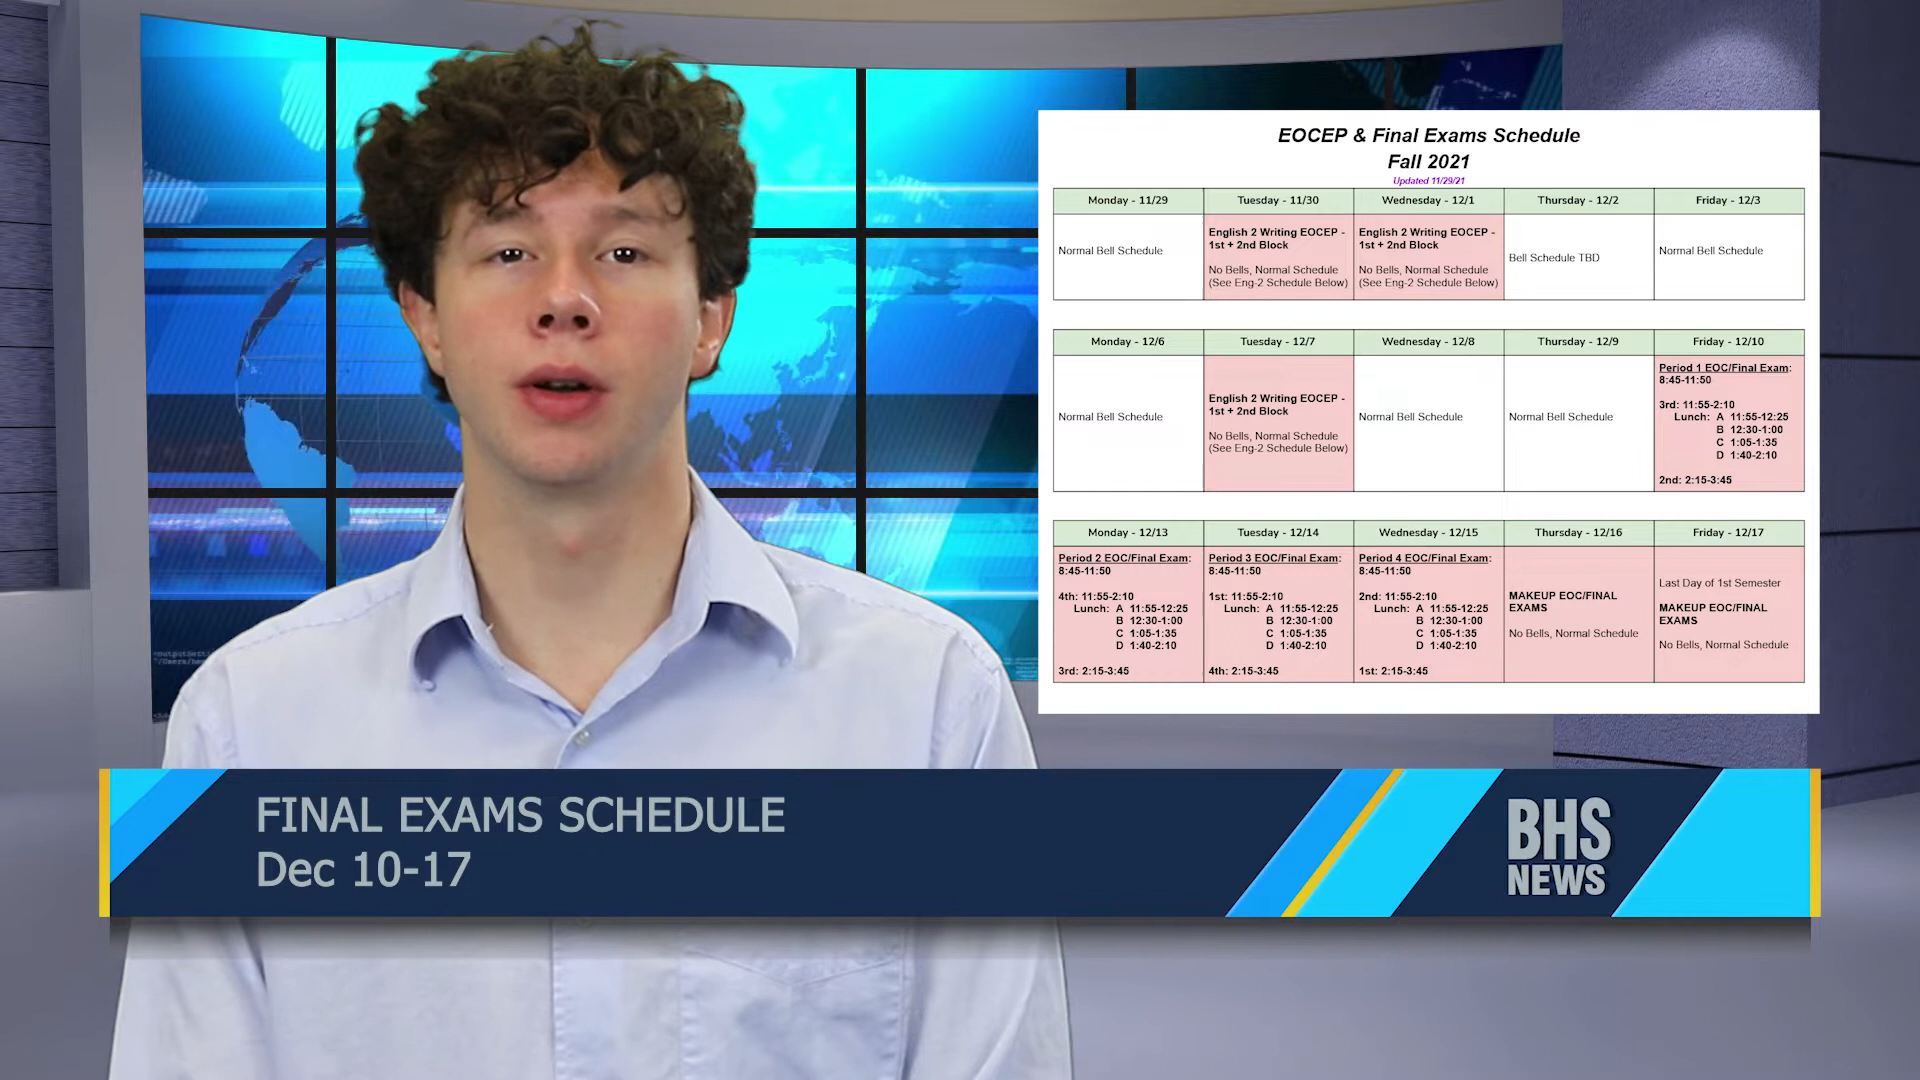 EOCEP & Final Exams Schedule
Fall 2021
Updated 11/29/21
Monday - 11/29
Tuesday - 11/30
Wednesday - 12/1
Thursday - 12/2
Friday - 12/3
Normal Bell Schedule
English 2 Writing EOCEP -
1st + 2nd Block
No Bells, Normal Schedule
(See Eng-2 Schedule Below)
English 2 Writing EOCEP -
1st + 2nd Block
No Bells, Normal Schedule
(See Eng-2 Schedule Below)
Bell Schedule TBD
Normal Bell Schedule
Monday - 12/6
Tuesday - 12/7
Wednesday - 12/8
Thursday - 12/9
Friday - 12/10
Normal Bell Schedule
English 2 Writing EOCEP -
1st + 2nd Block
No Bells, Normal Schedule
(See Eng-2 Schedule Below)
Normal Bell Schedule
Normal Bell Schedule
Period 1 EOC/Final Exam:
8:45-11:50
3rd: 11:55-2:10
Lunch: A 11:55-12:25
B 12:30-1:00
C 1:05-1:35
D 1:40-2:10
2nd: 2:15-3:45
Monday - 12/13
Tuesday - 12/14
Wednesday - 12/15
Thursday - 12/16
Friday - 12/17
Period 2 EOC/Final Exam:
8:45-11:50
4th: 11:55-2:10
Lunch: A 11:55-12:25
B 12:30-1:00
C 1:05-1:35
D 1:40-2:10
3rd: 2:15-3:45
Period 3 EOC/Final Exam:
8:45-11:50
1st: 11:55-2:10
Lunch: A 11:55-12:25
B 12:30-1:00
C 1:05-1:35
D 1:40-2:10
4th: 2:15-3:45
Period 4 EOC/Final Exam:
8:45-11:50
2nd: 11:55-2:10
Lunch: A 11:55-12:25
B 12:30-1:00
C 1:05-1:35
D 1:40-2:10
1st: 2:15-3:45
MAKEUP EOC/FINAL
EXAMS
No Bells, Normal Schedule
Last Day of 1st Semester
MAKEUP EOC/FINAL
EXAMS
No Bells, Normal Schedule
FINAL EXAMS SCHEDULE
Dec 10-17
BHS
NEWS